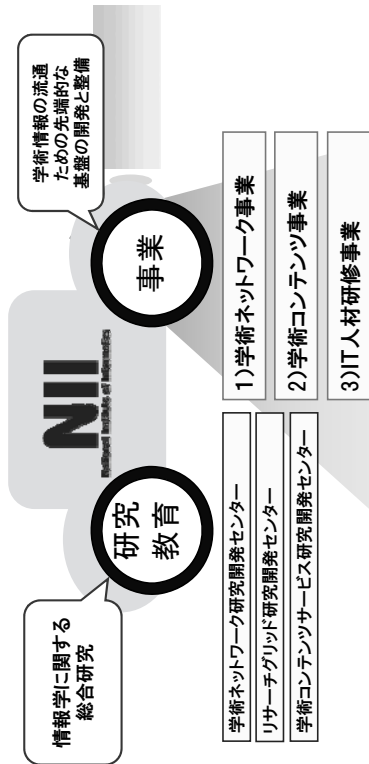 NII
National Institute of Informatics
情報学に関する
総合研究
研究
教育
学術ネットワーク研究開発センター
リサーチグリッド研究開発センター
学術コンテンツサービス研究開発センター
学術情報の流通
ための先端的な
基盤の開発と整備
事業
1)学術ネットワーク事業
2)学術コンテンツ事業
3)IT人材研修事業